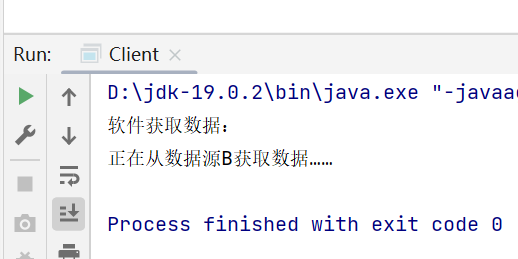 Run: Client
D:\jdk-19.0.2\bin\java.exe "-javaag
软件获取数据：
正在从数据源B获取数据……
Process finished with exit code 0